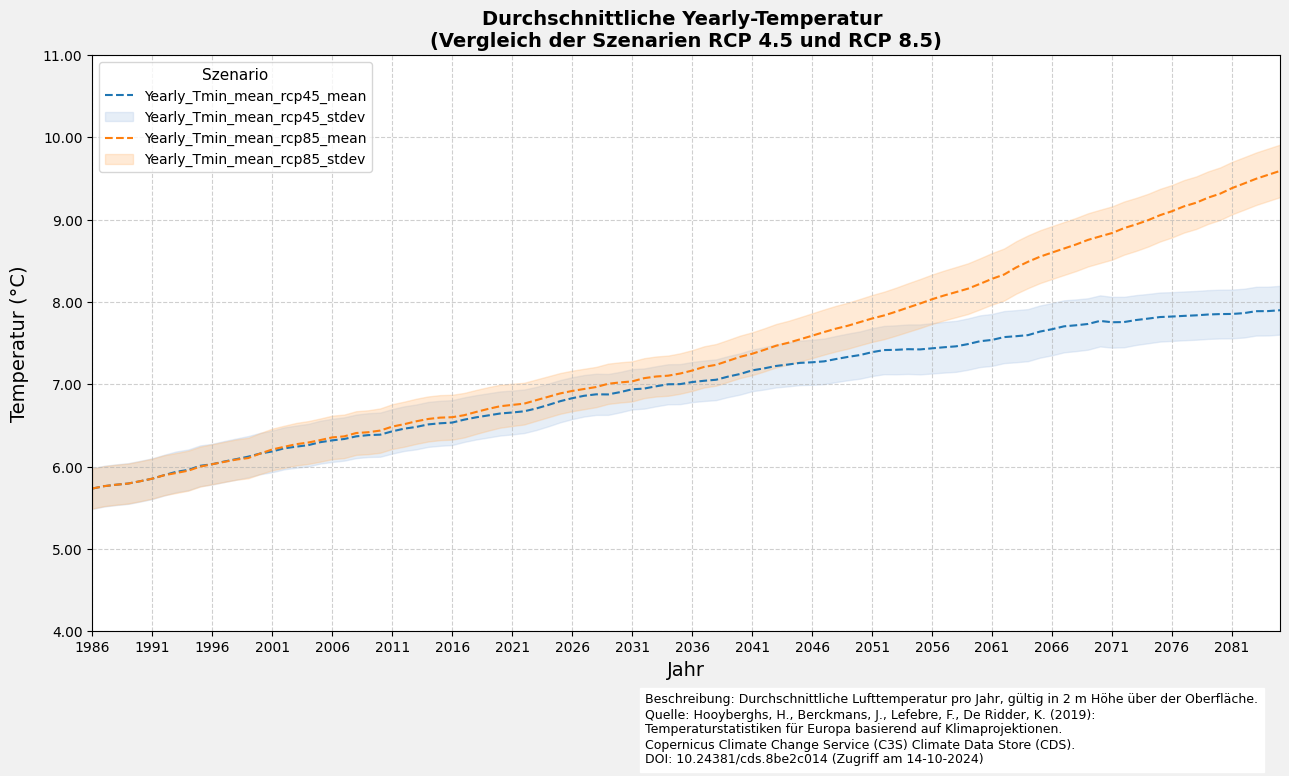 Durchschnittliche Yearly-Temperatur
(Vergleich der Szenarien RCP 4.5 und RCP 8.5)
Szenario
Yearly_Tmin_mean_rcp45_mean
Yearly_Tmin_mean_rcp45_stdev
Yearly_Tmin_mean_rcp85_mean
Yearly_Tmin_mean_rcp85_stdev
Temperatur (°C)
11.00
10.00
9.00
8.00
7.00
6.00
5.00
4.00
1986 1991 1996 2001 2006 2011 2016 2021 2026 2031 2036 2041 2046 2051 2056 2061 2066 2071 2076 2081
Jahr
Beschreibung: Durchschnittliche Lufttemperatur pro Jahr, gültig in 2 m Höhe über der Oberfläche.
Quelle: Hooyberghs, H., Berckmans, J., Lefebre, F., De Ridder, K. (2019):
Temperaturstatistiken für Europa basierend auf Klimaprojektionen.
Copernicus Climate Change Service (C3S) Climate Data Store (CDS).
DOI: 10.24381/cds.8be2c014 (Zugriff am 14-10-2024)